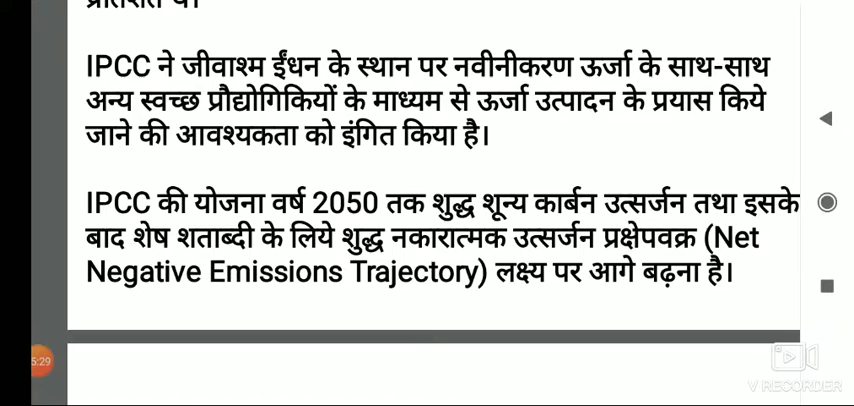 IPCC ने जीवाश्म ईंधन के स्थान पर नवीनीकरण ऊर्जा के साथ-साथ
अन्य स्वच्छ प्रौद्योगिकियों के माध्यम से ऊर्जा उत्पादन के प्रयास किये
जाने की आवश्यकता को इंगित किया है।
IPCC की योजना वर्ष 2050 तक शुद्ध शून्य कार्बन उत्सर्जन तथा इसके
बाद शेष शताब्दी के लिये शुद्ध नकारात्मक उत्सर्जन प्रक्षेपवक्र (Net
Negative Emissions Trajectory) लक्ष्य पर आगे बढ़ना है।
5:29
V RECORDER